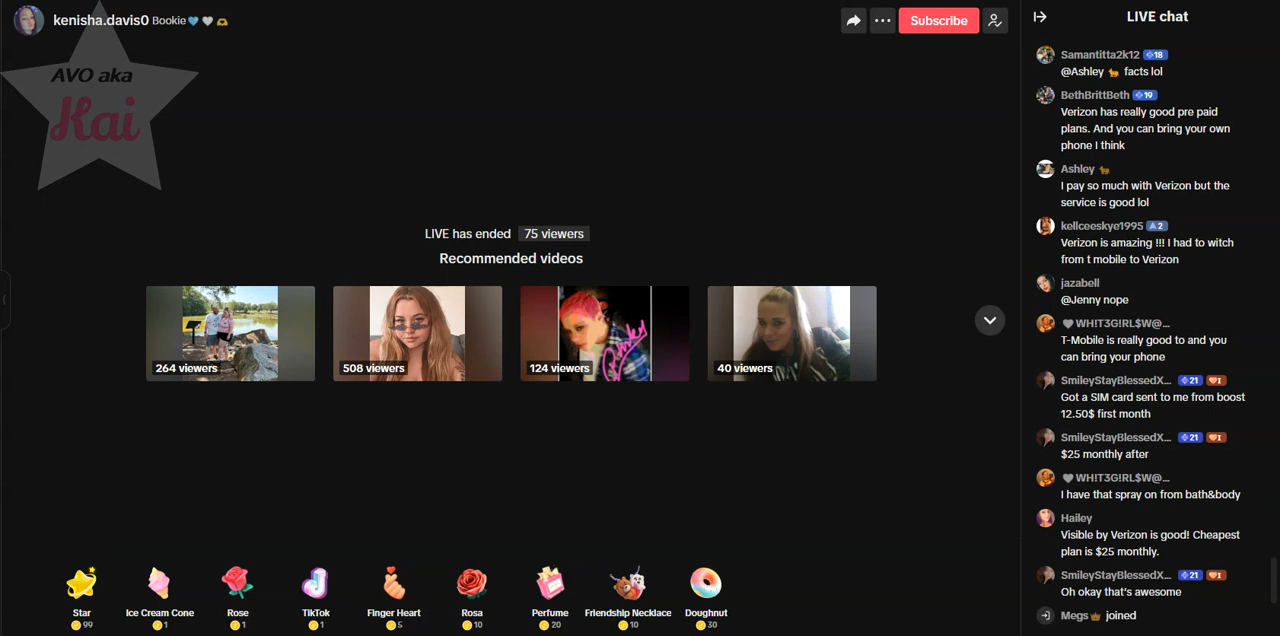 kenisha.davis0 Bookie🩵🤍🫶
Subscribe
AVO aka
Kai
LIVE has ended 75 viewers
Recommended videos
264 viewers
508 viewers
Pinky
124 viewers
40 viewers
Star
99
Ice Cream Cone
1
Rose
1
TikTok
1
Finger Heart
5
Rosa
10
Perfume
20
Friendship Necklace
10
Doughnut
30
LIVE chat
Samantitta2k12 18
@Ashley 🐆 facts lol
BethBrittBeth 19
Verizon has really good pre paid
plans. And you can bring your own
phone I think
Ashley 🐆
I pay so much with Verizon but the
service is good lol
kellceeskye1995 2
Verizon is amazing !!! I had to witch
from t mobile to Verizon
jazabell
@Jenny nope
🖤WH!T3G!RL$W@...
T-Mobile is really good to and you
can bring your phone
SmileyStayBlessedX... 21 I
Got a SIM card sent to me from boost
12.50$ first month
SmileyStayBlessedX... 21 I
$25 monthly after
🖤WH!T3G!RL$W@...
I have that spray on from bath&body
Hailey
Visible by Verizon is good! Cheapest
plan is $25 monthly.
SmileyStayBlessedX... 21 I
Oh okay that's awesome
Megs👑 joined